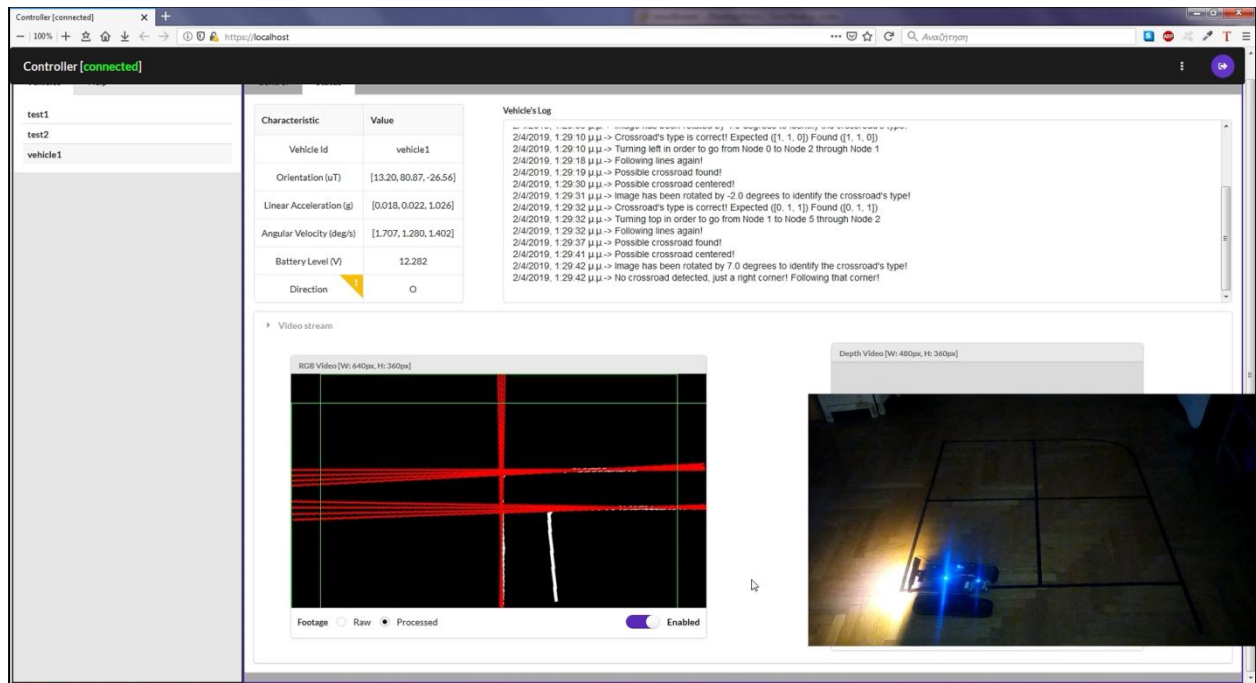 Controller [connected]
100%
https://localhost
Αναζήτηση
Controller [connected]
test1
test2
vehicle1
Characteristic Value
Vehicle Id vehicle1
Orientation (uT) [13.20, 80.87, -26.56]
Linear Acceleration (g) [0.018, 0.022, 1.026]
Angular Velocity (deg/s) [1.707, 1.280, 1.402]
Battery Level (V) 12.282
Direction O
Vehicle's Log
2/4/2019, 1:29:10 μ.μ.-> Crossroad's type is correct! Expected ([1, 1, 0]) Found ([1, 1, 0])
2/4/2019, 1:29:10 μ.μ.-> Turning left in order to go from Node 0 to Node 2 through Node 1
2/4/2019, 1:29:18 μ.μ.-> Following lines again!
2/4/2019, 1:29:19 μ.μ.-> Possible crossroad found!
2/4/2019, 1:29:30 μ.μ.-> Possible crossroad centered!
2/4/2019, 1:29:31 μ.μ.-> Image has been rotated by -2.0 degrees to identify the crossroad's type!
2/4/2019, 1:29:32 μ.μ.-> Crossroad's type is correct! Expected ([0, 1, 1]) Found ([0, 1, 1])
2/4/2019, 1:29:32 μ.μ.-> Turning top in order to go from Node 1 to Node 5 through Node 2
2/4/2019, 1:29:32 μ.μ.-> Following lines again!
2/4/2019, 1:29:37 μ.μ.-> Possible crossroad found!
2/4/2019, 1:29:41 μ.μ.-> Possible crossroad centered!
2/4/2019, 1:29:42 μ.μ.-> Image has been rotated by 7.0 degrees to identify the crossroad's type!
2/4/2019, 1:29:42 μ.μ.-> No crossroad detected, just a right corner! Following that corner!
Video stream
RGB Video [W: 640px, H: 360px]
Depth Video [W: 480px, H: 360px]
Footage Raw Processed Enabled